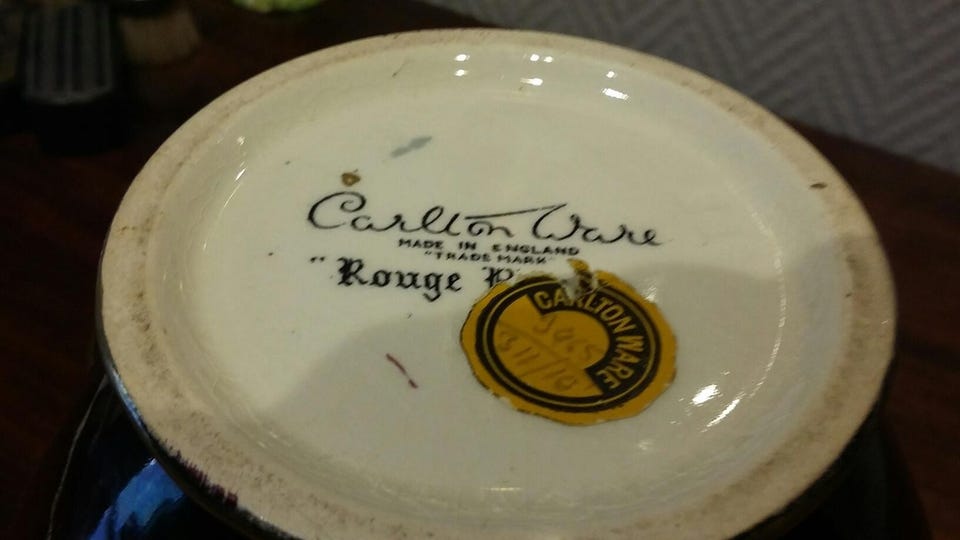 Carlton Ware
MADE IN ENGLAND
"TRADE MARK"
"Rouge R
CARLTON WARE